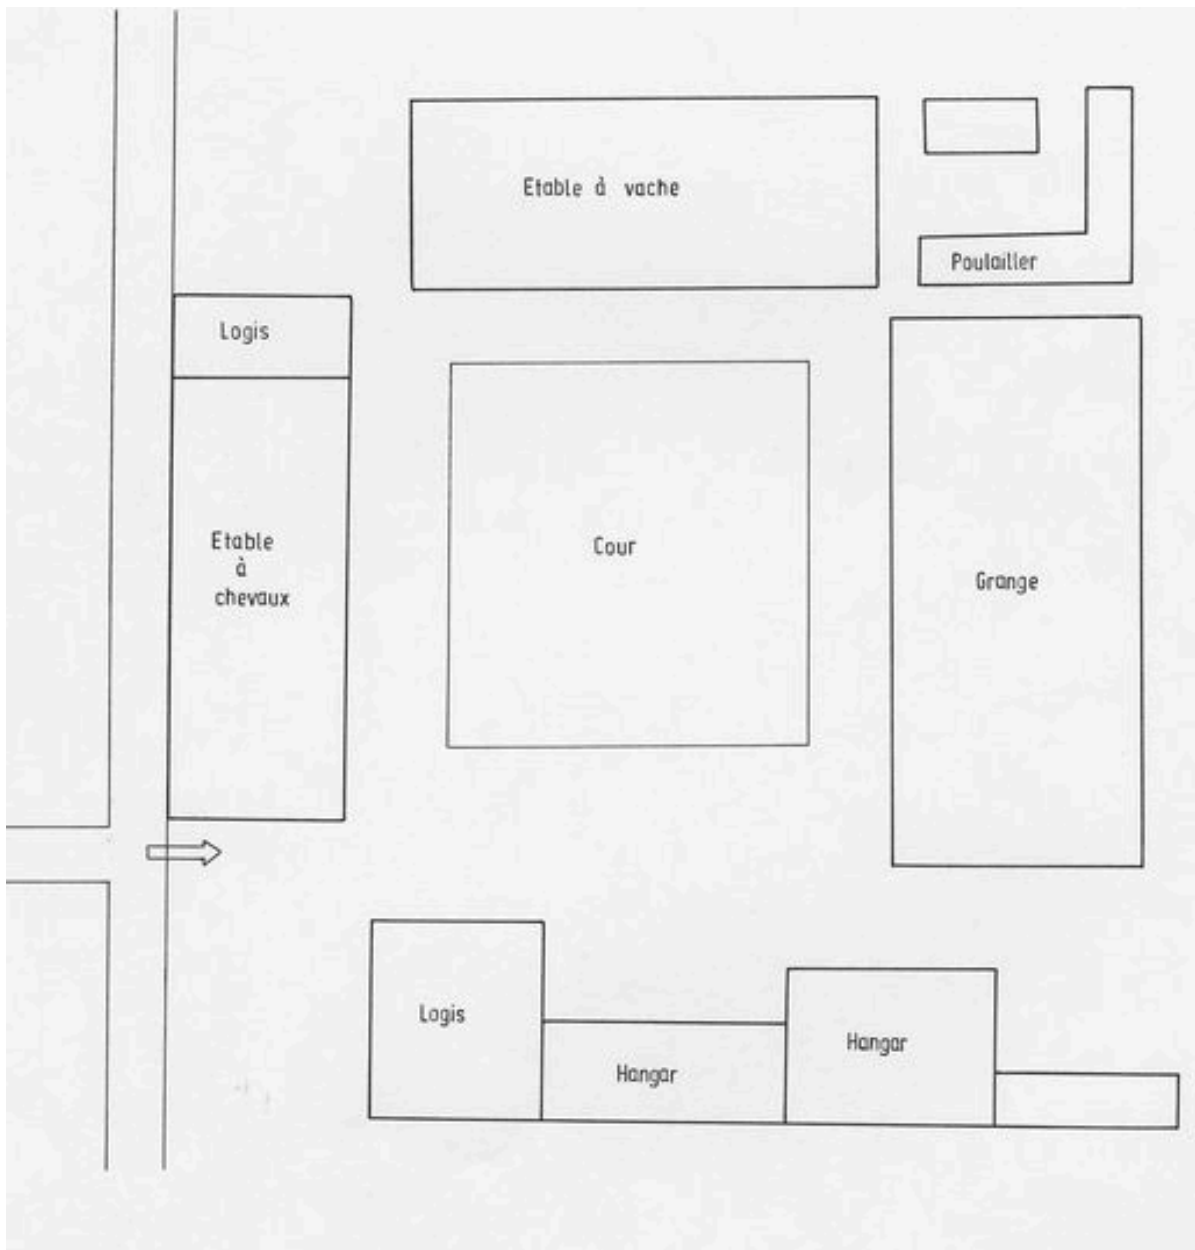 Etable à vache
Poulailler
Logis
Etable
à
chevaux
Cour
Grange
Logis
Hangar
Hangar